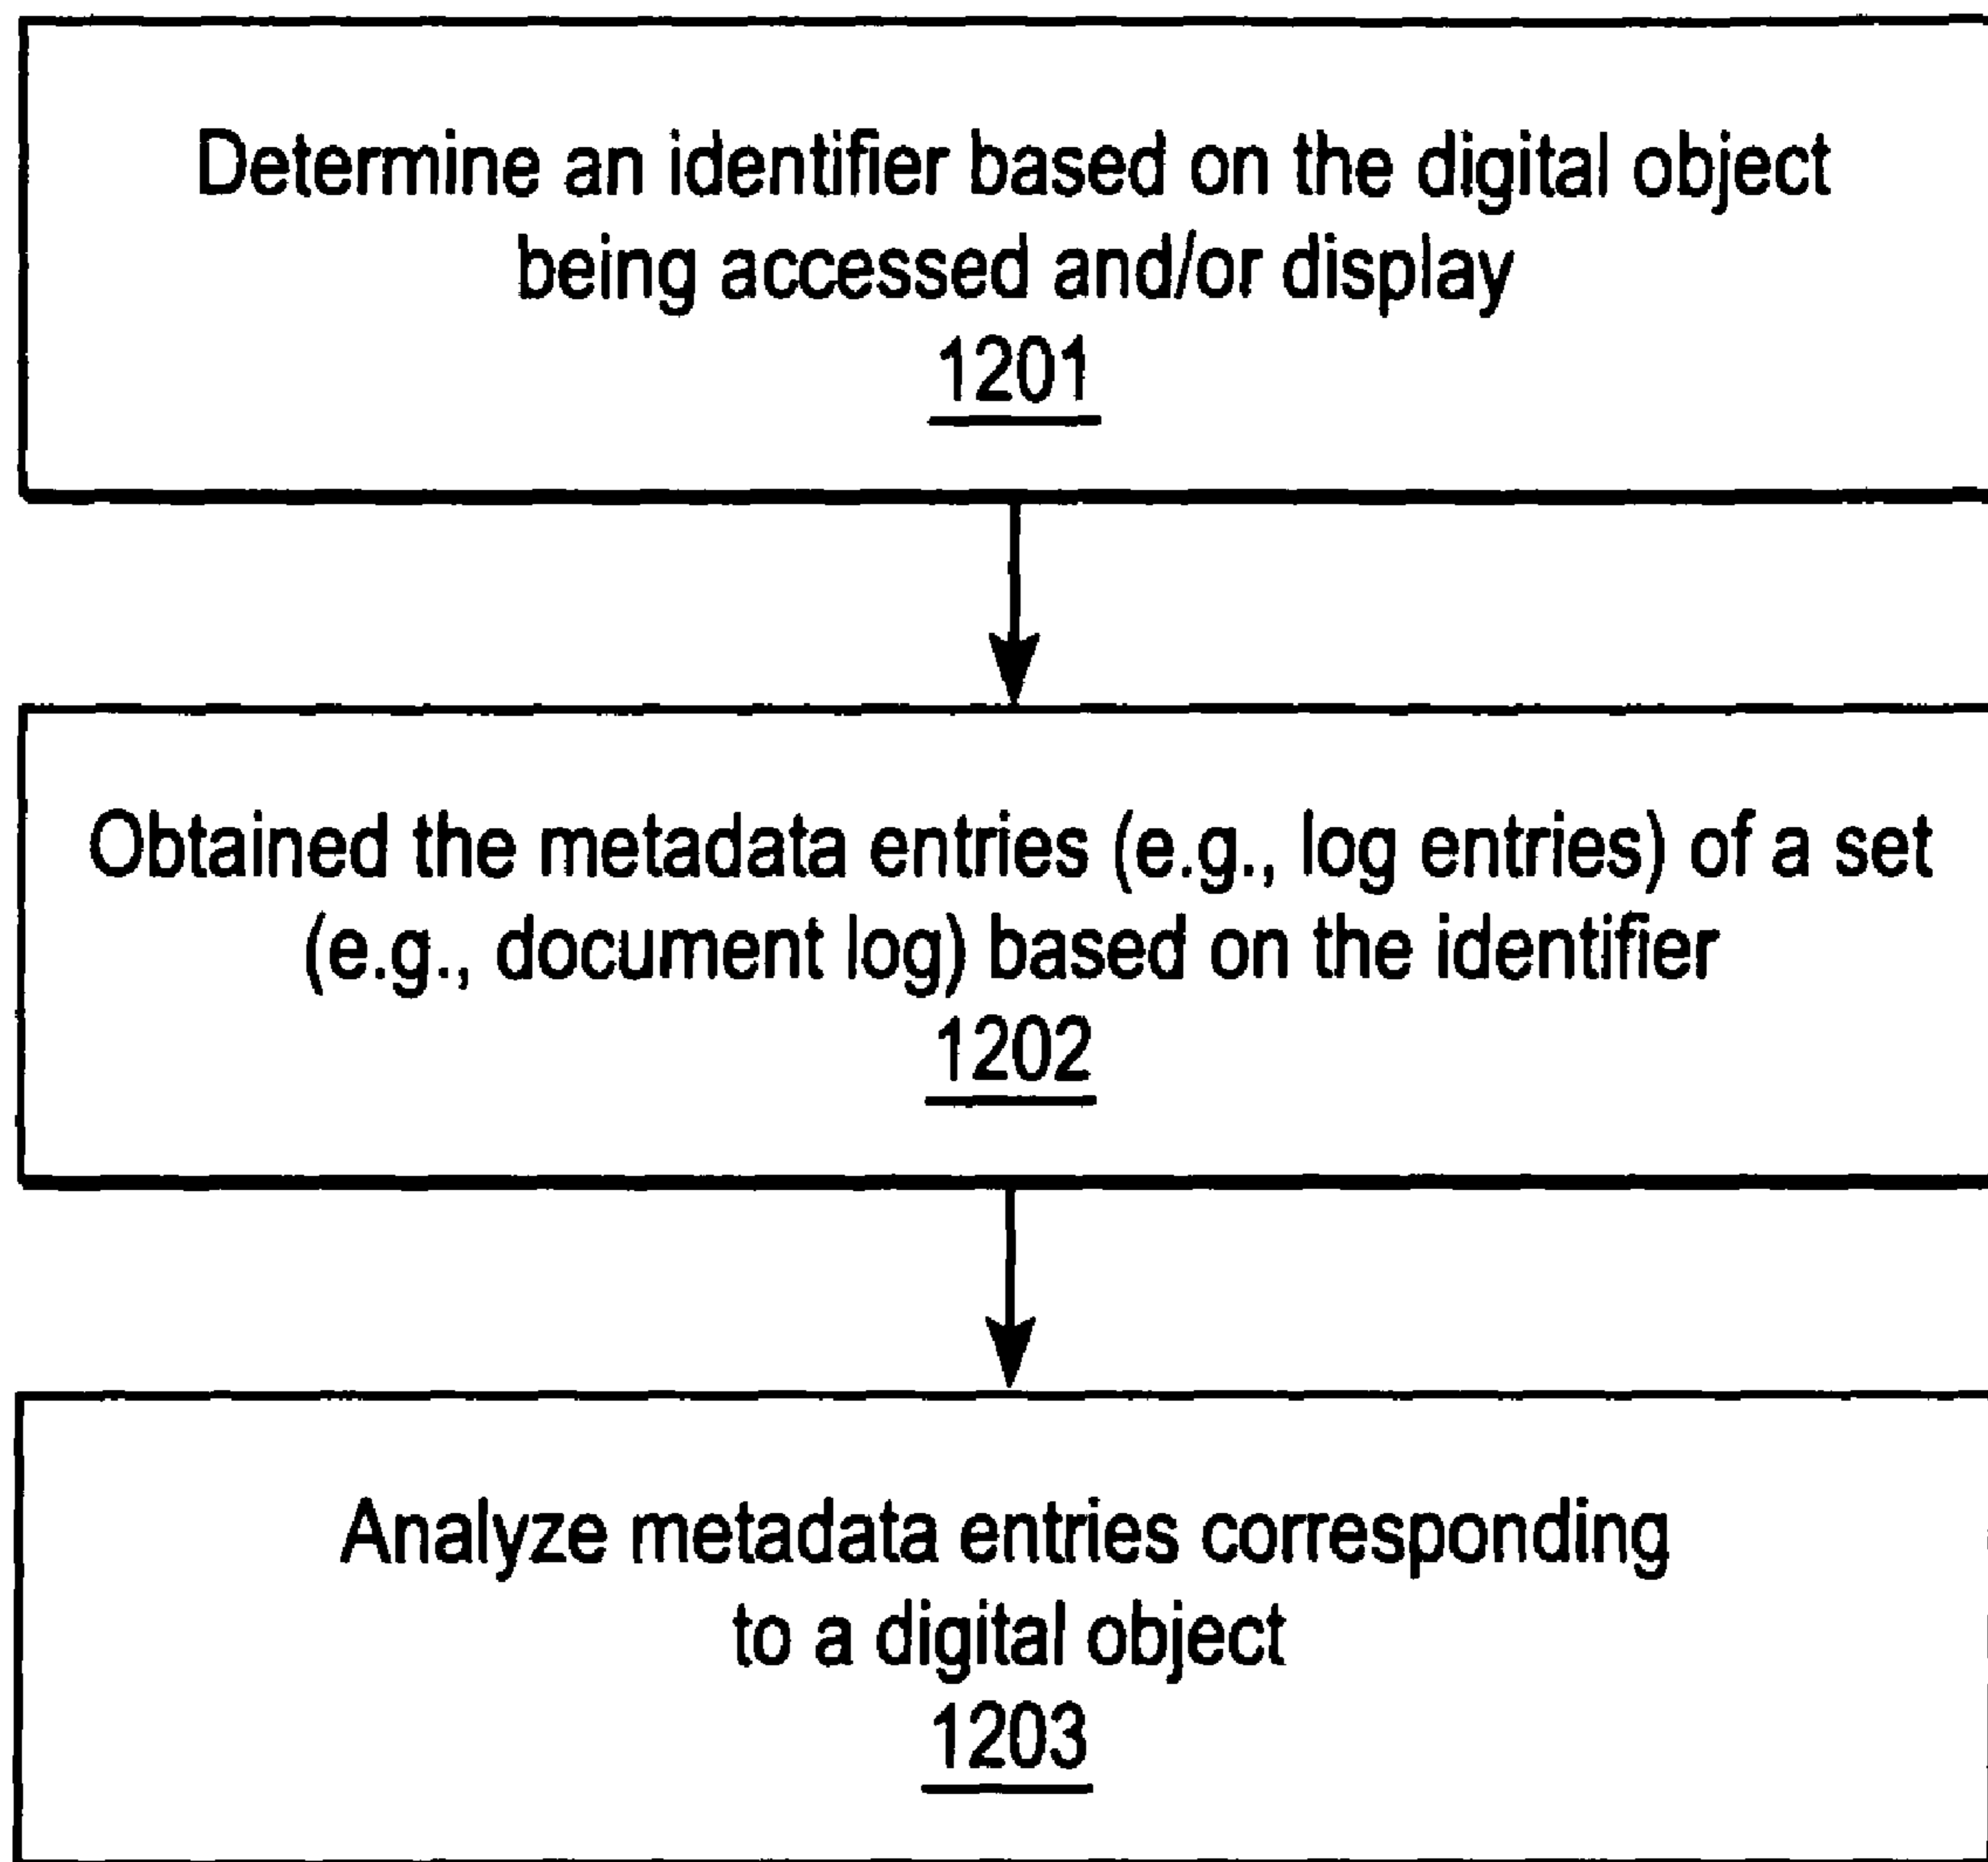 Determine an identifier based on the digital object
being accessed and/or display
1201
Obtained the metadata entries (e.g., log entries) of a set
(e.g., document log) based on the identifier
1202
Analyze metadata entries corresponding
to a digital object
1203